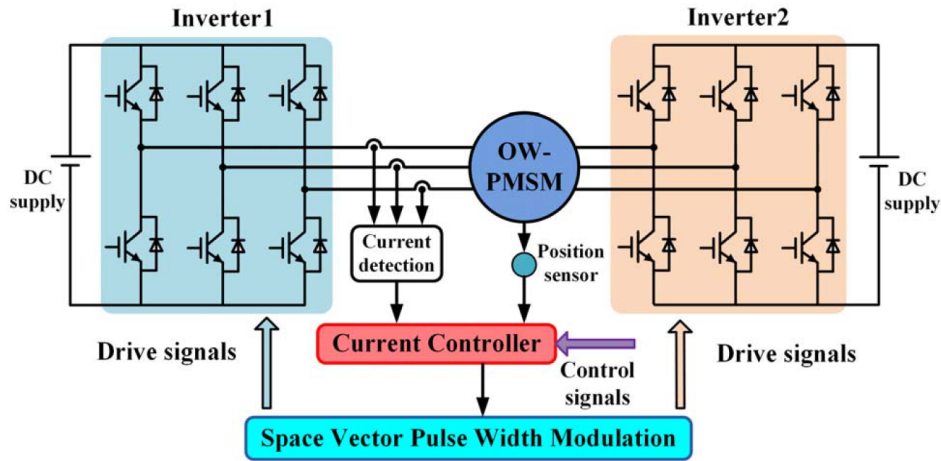 Inverter1
Inverter2
DC
supply
OW-
PMSM
DC
supply
Current
detection
Position
sensor
Drive signals
Current Controller
Control
signals
Drive signals
Space Vector Pulse Width Modulation